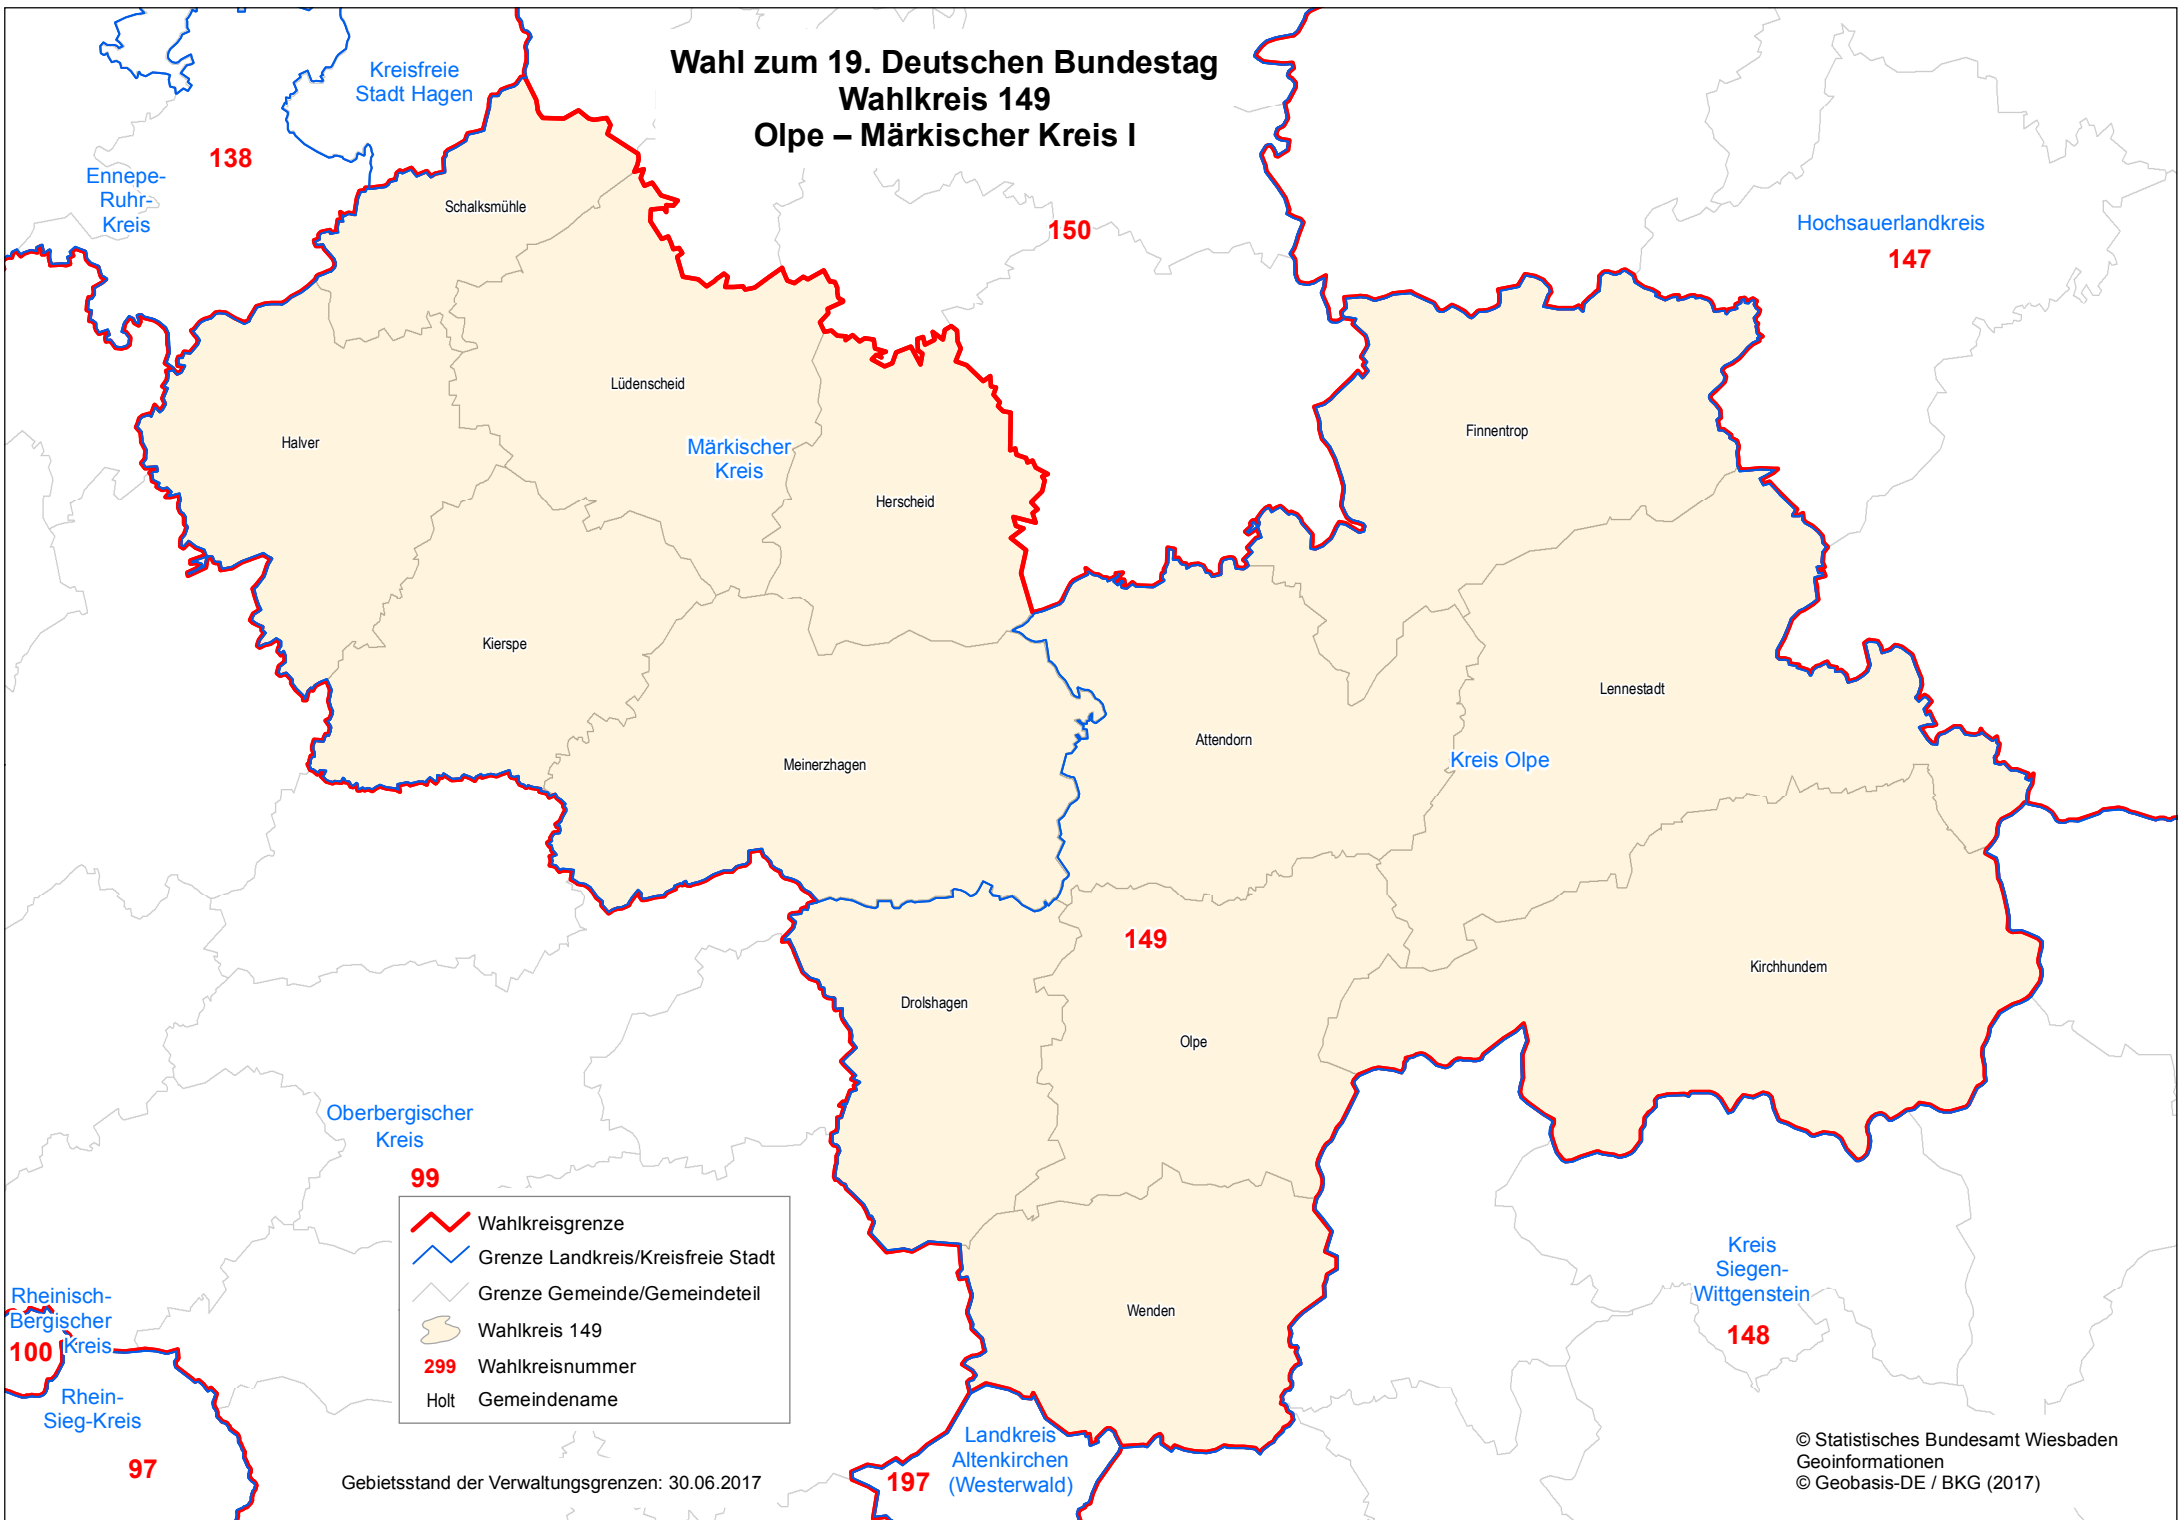 Wahl zum 19. Deutschen Bundestag
Wahlkreis 149
Olpe – Märkischer Kreis I
Kreisfreie
Stadt Hagen
138
Ennepe-
Ruhr-
Kreis
Schalksmühle
150
Hochsauerlandkreis
147
Lüdenscheid
Halver
Märkischer
Kreis
Herscheid
Finnentrop
Kierspe
Lennestadt
Attendorn
Meinerzhagen
Kreis Olpe
149
Kirchhundem
Drolshagen
Olpe
Oberbergischer
Kreis
99
Wahlkreisgrenze
Grenze Landkreis/Kreisfreie Stadt
Grenze Gemeinde/Gemeindeteil
Wahlkreis 149
299 Wahlkreisnummer
Holt Gemeindename
Rheinisch-
Bergischer
Kreis
100
Rhein-
Sieg-Kreis
97
Wenden
Kreis
Siegen-
Wittgenstein
148
Landkreis
Altenkirchen
(Westerwald)
197
Gebietsstand der Verwaltungsgrenzen: 30.06.2017
© Statistisches Bundesamt Wiesbaden
Geoinformationen
© Geobasis-DE / BKG (2017)